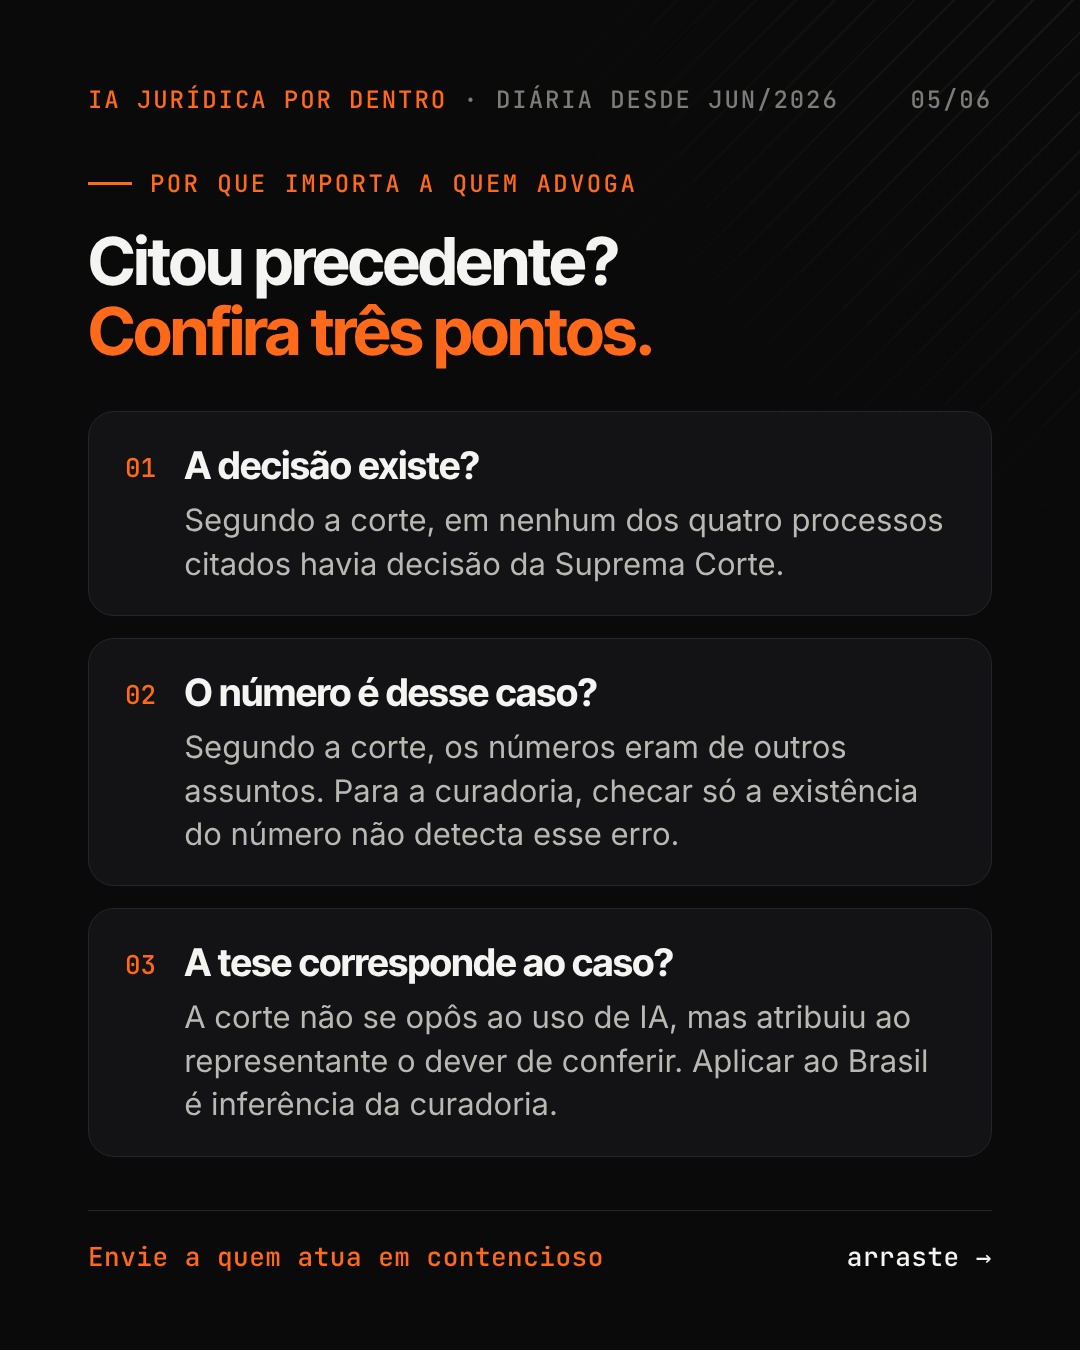 IA JURÍDICA POR DENTRO · DIÁRIA DESDE JUN/2026 05/06
POR QUE IMPORTA A QUEM ADVOGA
Citou precedente?
Confira três pontos.
01 A decisão existe?
Segundo a corte, em nenhum dos quatro processos
citados havia decisão da Suprema Corte.
02 O número é desse caso?
Segundo a corte, os números eram de outros
assuntos. Para a curadoria, checar só a existência
do número não detecta esse erro.
03 A tese corresponde ao caso?
A corte não se opôs ao uso de IA, mas atribuiu ao
representante o dever de conferir. Aplicar ao Brasil
é inferência da curadoria.
Envie a quem atua em contencioso arraste →